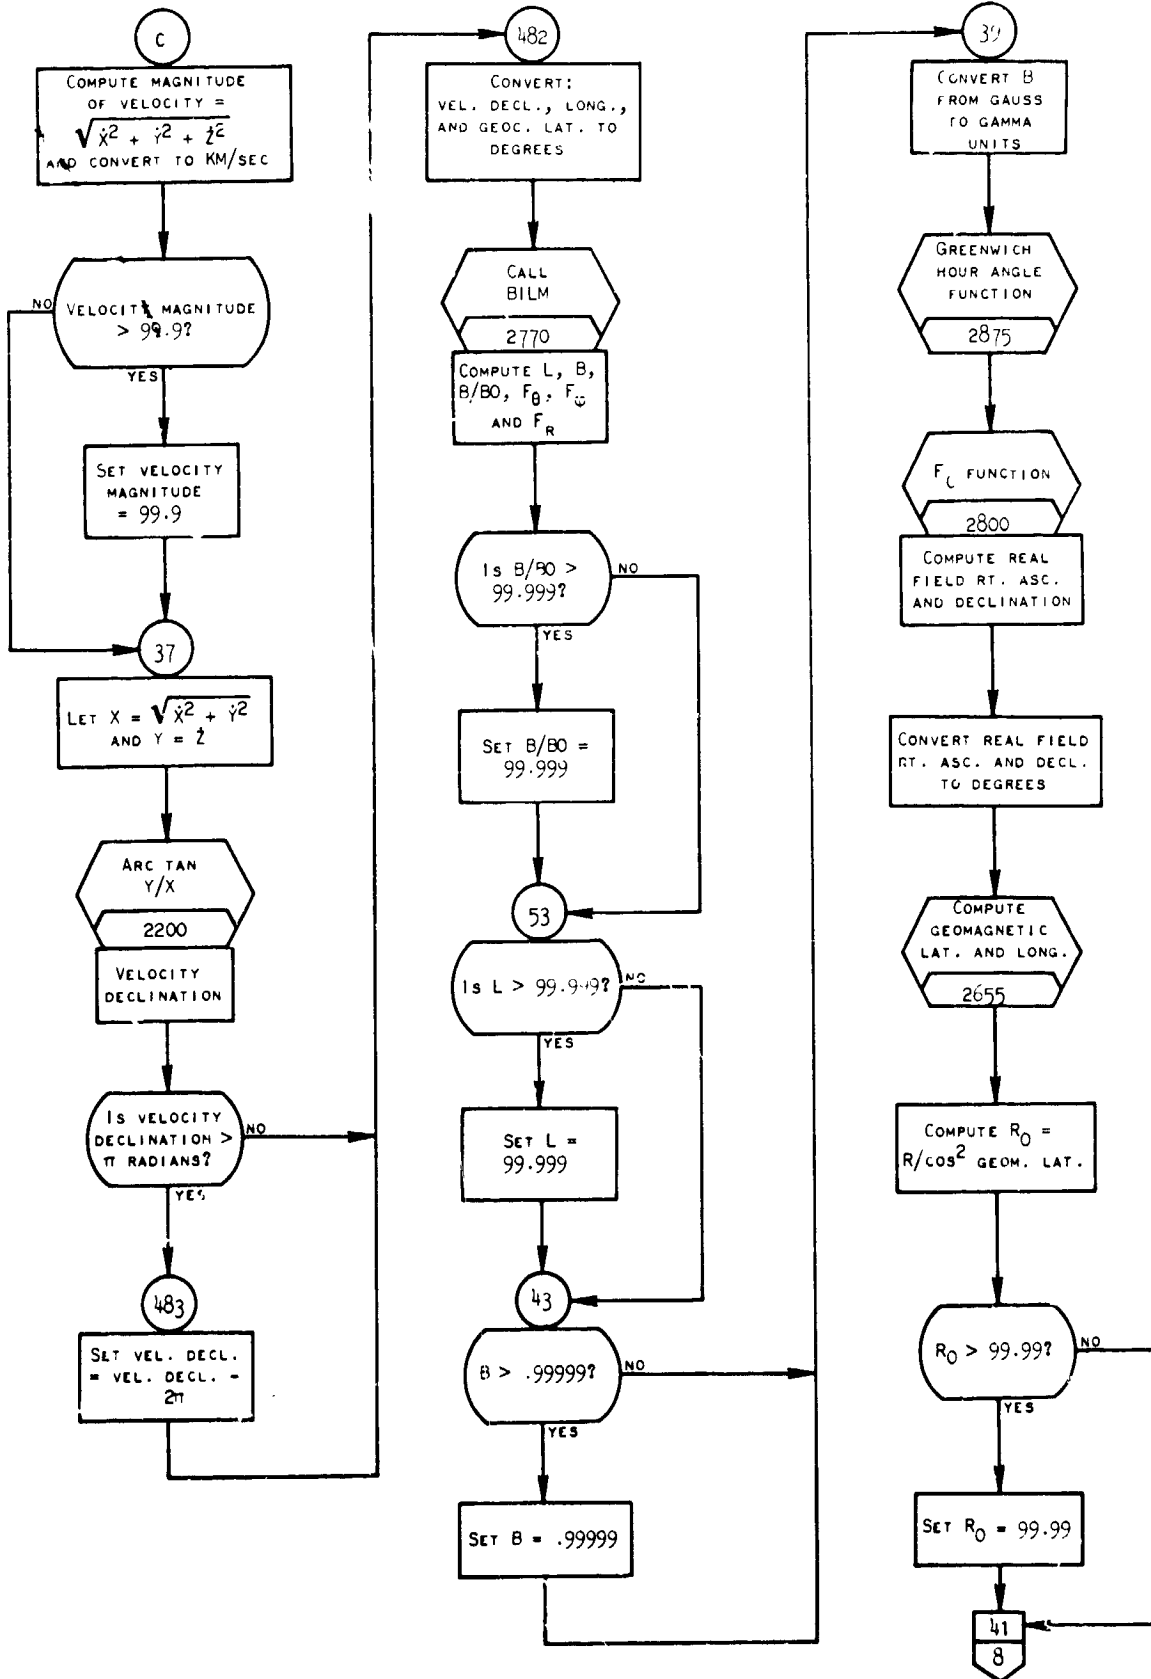 C
COMPUTE MAGNITUDE
OF VELOCITY =
√Ẋ² + Ẏ² + Ż²
AND CONVERT TO KM/SEC
NO
VELOCITY MAGNITUDE
> 99.9?
YES
SET VELOCITY
MAGNITUDE
= 99.9
37
LET X = √Ẋ² + Ẏ²
AND Y = Ż
ARC TAN
Y/X
2200
VELOCITY
DECLINATION
IS VELOCITY
DECLINATION >
π RADIANS?
NO
YES
483
SET VEL. DECL.
= VEL. DECL. -
2π
482
CONVERT:
VEL. DECL., LONG.,
AND GEOC. LAT. TO
DEGREES
CALL
BILM
2770
COMPUTE L, B,
B/BO, Fθ, Fφ
AND F_R
IS B/BO >
99.999?
NO
YES
SET B/BO =
99.999
53
IS L > 99.999?
NO
YES
SET L =
99.999
43
B > .99999?
NO
YES
SET B = .99999
39
CONVERT B
FROM GAUSS
TO GAMMA
UNITS
GREENWICH
HOUR ANGLE
FUNCTION
2875
F FUNCTION
2800
COMPUTE REAL
FIELD RT. ASC.
AND DECLINATION
CONVERT REAL FIELD
RT. ASC. AND DECL.
TO DEGREES
COMPUTE
GEOMAGNETIC
LAT. AND LONG.
2655
COMPUTE R₀ =
R/COS² GEOM. LAT.
R₀ > 99.99?
NO
YES
SET R₀ = 99.99
41
8